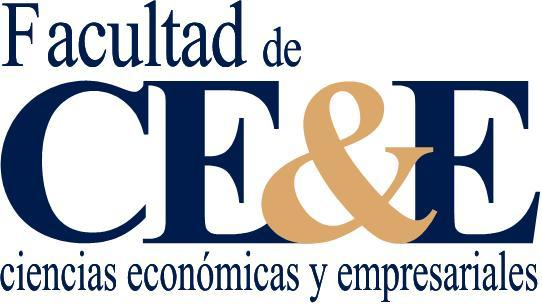 Facultad de
CE&E
ciencias económicas y empresariales